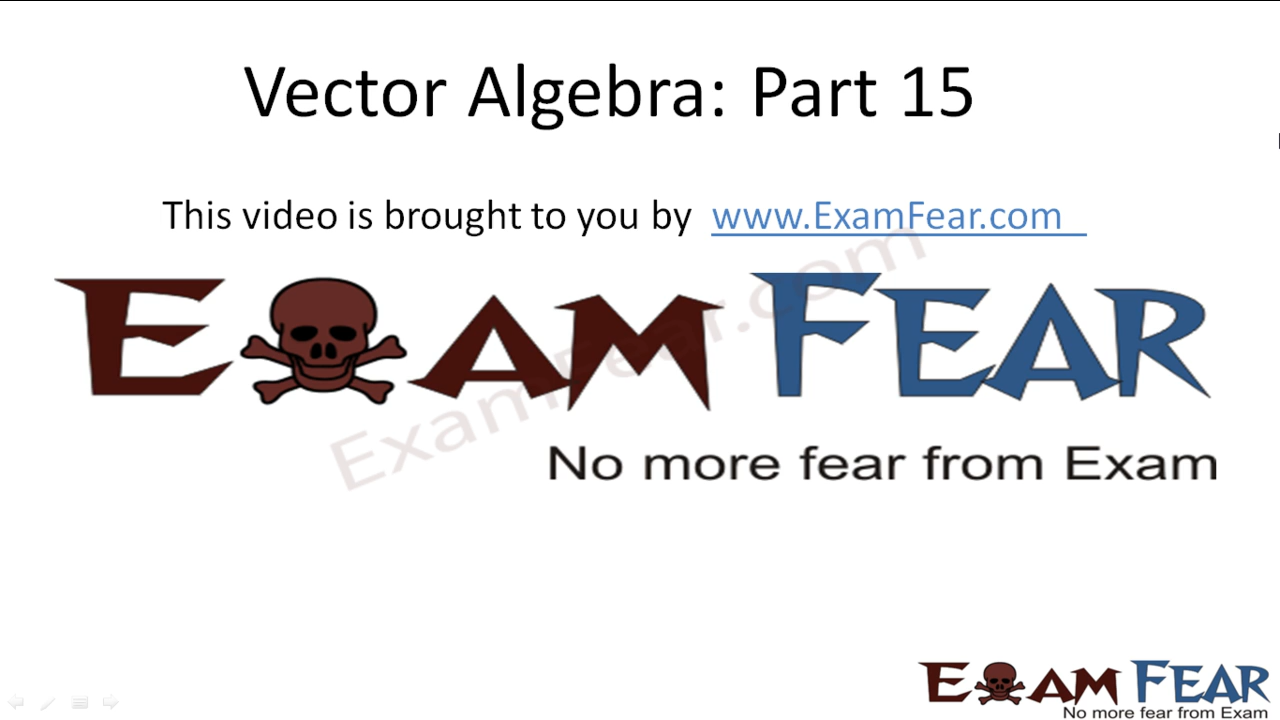 Vector Algebra: Part 15
This video is brought to you by www.ExamFear.com
ExamFear.com
EXAM FEAR
No more fear from Exam
EXAM FEAR
No more fear from Exam